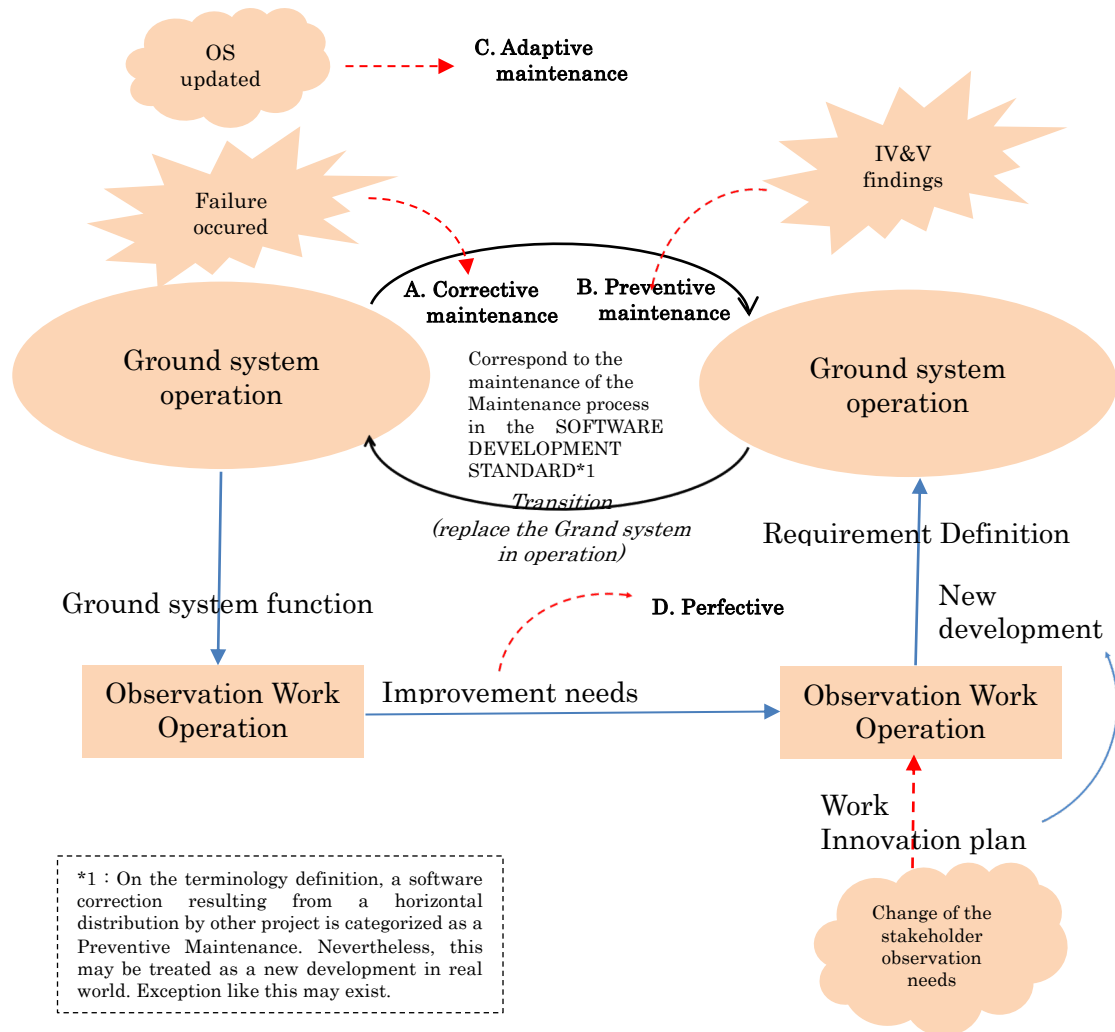 OS
updated
C. Adaptive
maintenance
IV&V
findings
Failure
occured
A. Corrective
maintenance
B. Preventive
maintenance
Ground system
operation
Correspond to the
maintenance of the
Maintenance process
in the SOFTWARE
DEVELOPMENT
STANDARD*1
Ground system
operation
Transition
(replace the Grand system
in operation)
Requirement Definition
Ground system function
D. Perfective
New
development
Observation Work
Operation
Improvement needs
Observation Work
Operation
Work
Innovation plan
*1 : On the terminology definition, a software
correction resulting from a horizontal
distribution by other project is categorized as a
Preventive Maintenance. Nevertheless, this
may be treated as a new development in real
world. Exception like this may exist.
Change of the
stakeholder
observation
needs